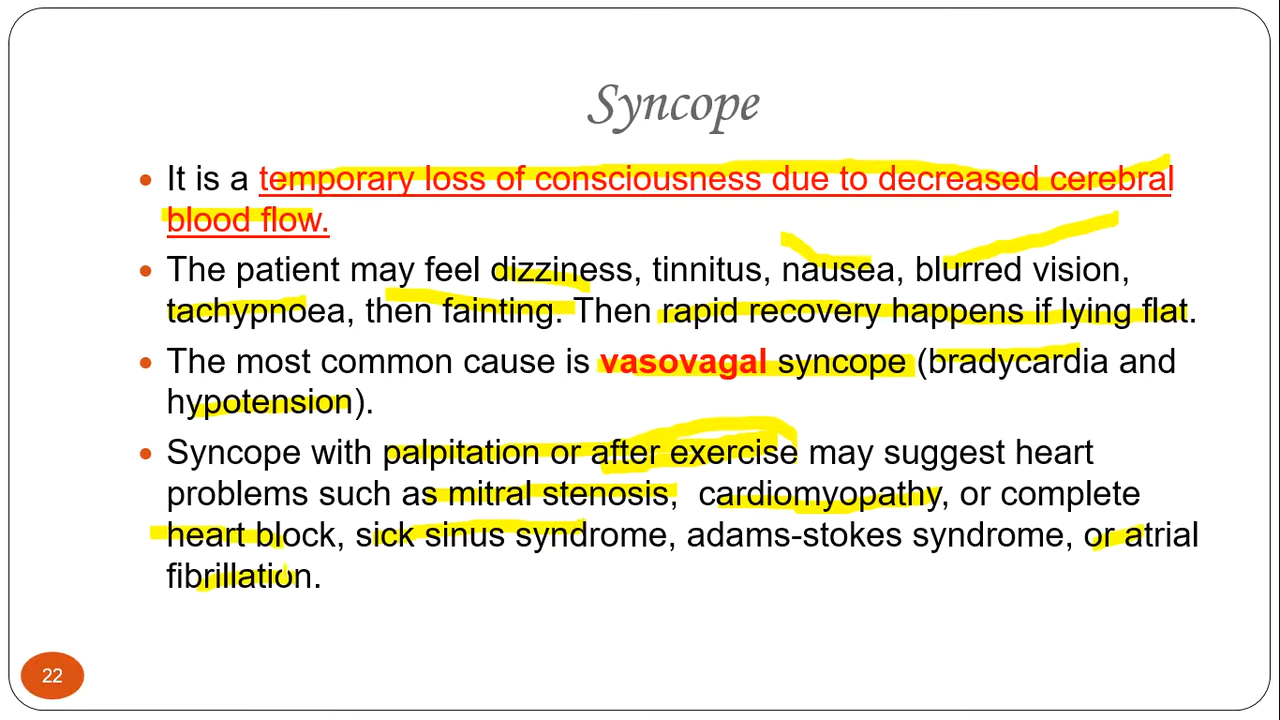 Syncope
• It is a temporary loss of consciousness due to decreased cerebral
blood flow.
• The patient may feel dizziness, tinnitus, nausea, blurred vision,
tachypnoea, then fainting. Then rapid recovery happens if lying flat.
• The most common cause is vasovagal syncope (bradycardia and
hypotension).
• Syncope with palpitation or after exercise may suggest heart
problems such as mitral stenosis, cardiomyopathy, or complete
heart block, sick sinus syndrome, adams-stokes syndrome, or atrial
fibrillation.
22